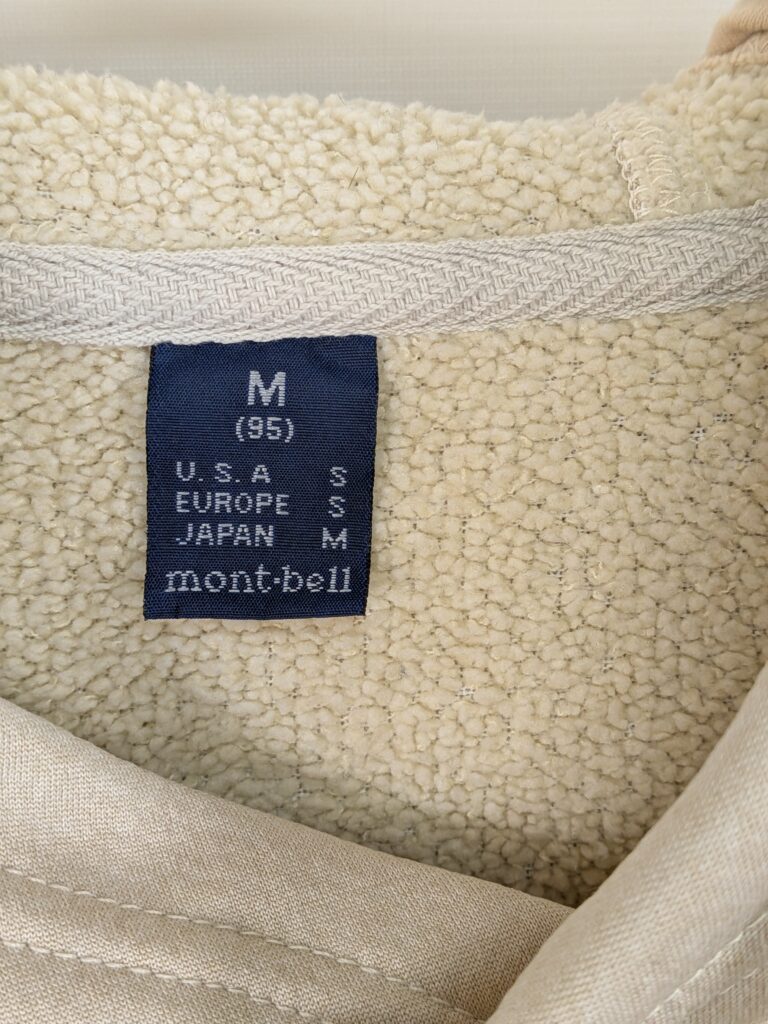 M
(95)
U.S.A S
EUROPE S
JAPAN M
mont-bell